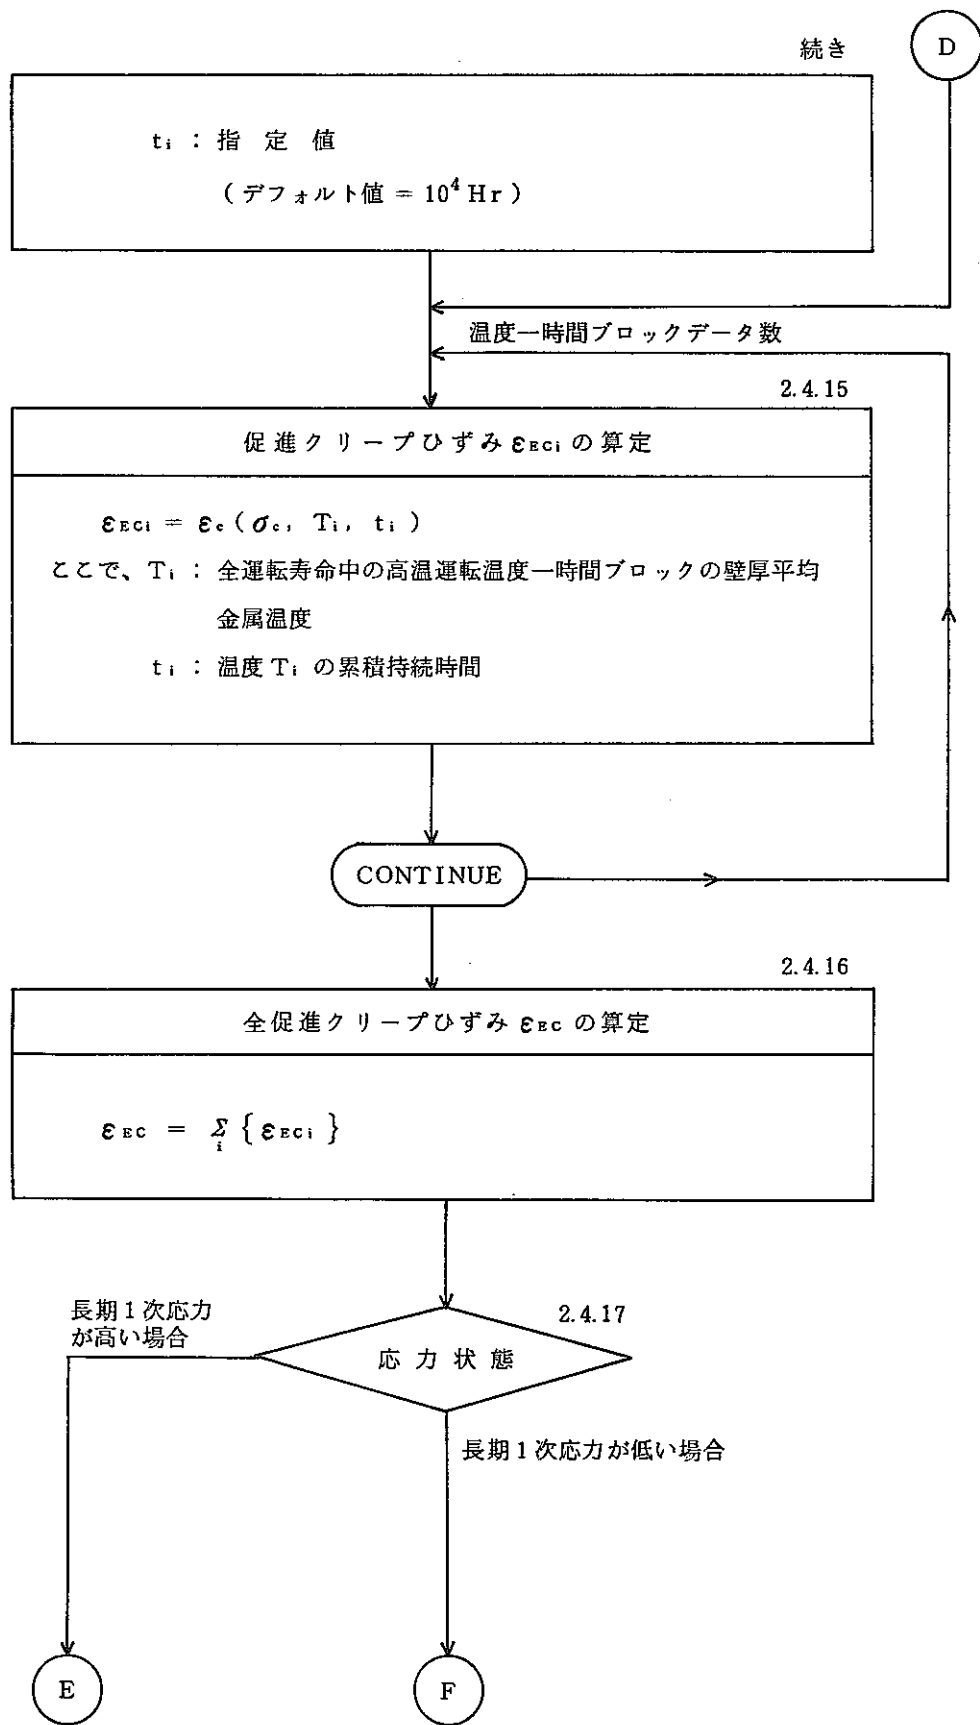 続き
D
t i : 指定値
(デフォルト値 = 10⁴ Hr)
温度ー時間ブロックデータ数
2.4.15
促進クリープひずみ εECi の算定
εECi = εc (σc, Ti, ti)
ここで、Ti : 全運転寿命中の高温運転温度ー時間ブロックの壁厚平均
金属温度
ti : 温度 Ti の累積持続時間
CONTINUE
2.4.16
全促進クリープひずみ εEC の算定
εEC = Σi { εECi }
長期1次応力
が高い場合
2.4.17
応力状態
長期1次応力が低い場合
E
F